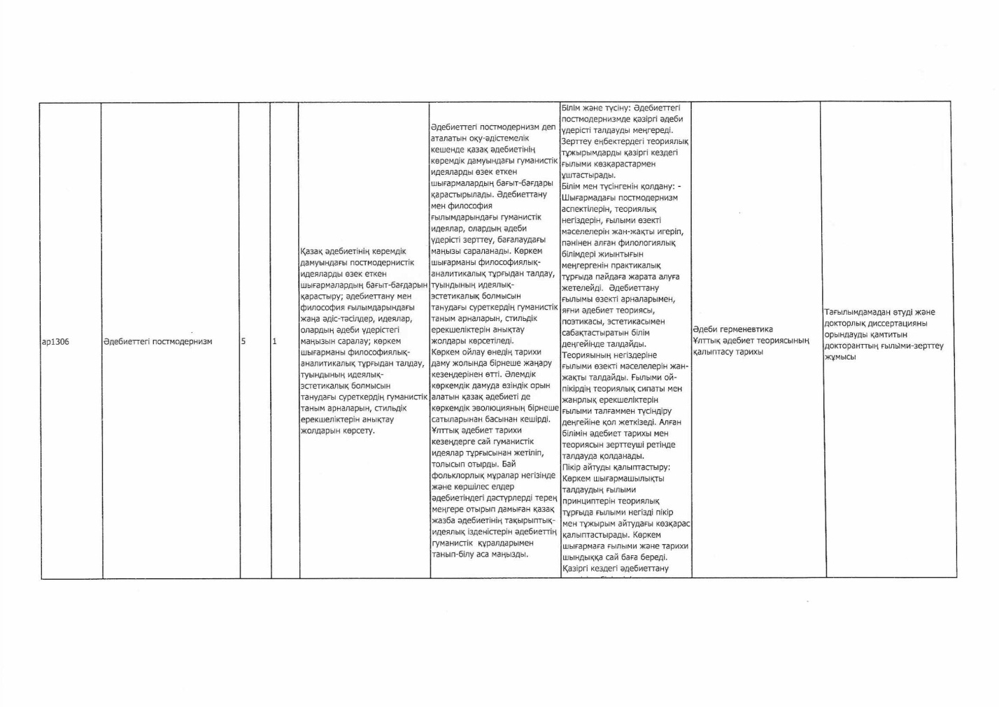 ар1306
Әдебиеттегі постмодернизм
5
1
Қазақ әдебиетінің көремдік
дамуындағы постмодернистік
идеяларды өзек еткен
шығармалардың бағыт-бағдарын
қарастыру; әдебиеттану мен
философия ғылымдарындағы
жаңа әдіс-тәсілдер, идеялар,
олардың әдеби үдерістегі
маңызын саралау; көркем
шығарманы философиялық-
аналитикалық тұрғыдан талдау,
туындының идеялық-
эстетикалық болмысын
танудағы суреткердің гуманистік
таным арналарын, стильдік
ерекшеліктерін анықтау
жолдарын көрсету.
Әдебиеттегі постмодернизм деп
аталатын оқу-әдістемелік
кешенде қазақ әдебиетінің
көремдік дамуындағы гуманистік
идеяларды өзек еткен
шығармалардың бағыт-бағдары
қарастырылады. Әдебиеттану
мен философия
ғылымдарындағы гуманистік
идеялар, олардың әдеби
үдерісті зерттеу, бағалаудағы
маңызы сараланады. Көркем
шығарманы философиялық-
аналитикалық тұрғыдан талдау,
туындының идеялық-
эстетикалық болмысын
танудағы суреткердің гуманистік
таным арналарын, стильдік
ерекшеліктерін анықтау
жолдары көрсетіледі.
Көркем ойлау өнедің тарихи
даму жолында бірнеше жаңару
кезеңдерінен өтті. Әлемдік
көркемдік дамуда өзіндік орын
алатын қазақ әдебиеті де
көркемдік эволюцияның бірнеше
сатыларынан басынан кешірді.
Ұлттық әдебиет тарихи
кезеңдерге сай гуманистік
идеялар тұрғысынан жетіліп,
толысып отырды. Бай
фольклорлық мұралар негізінде
және көршілес елдер
әдебиетіндегі дәстүрлерді терең
меңгере отырып дамыған қазақ
жазба әдебиетінің тақырыптық-
идеялық ізденістерін әдебиеттің
гуманистік құралдарымен
танып-білу аса маңызды.
Білім және түсіну: Әдебиеттегі
постмодернизмде қазіргі әдеби
үдерісті талдауды меңгереді.
Зерттеу еңбектердегі теориялық
тұжырымдарды қазіргі кездегі
ғылыми көзқарастармен
ұштастырады.
Білім мен түсінгенін қолдану: -
Шығармадағы постмодернизм
аспектілерін, теориялық
негіздерін, ғылыми өзекті
мәселелерін жан-жақты игеріп,
пәнінен алған филологиялық
білімдері жиынтығын
меңгергенін практикалық
тұрғыда пайдаға жарата алуға
жетелейді. Әдебиеттану
ғылымы өзекті арналарымен,
яғни әдебиет теориясы,
поэтикасы, эстетикасымен
сабақтастыратын білім
деңгейінде талдайды.
Теорияының негіздеріне
ғылыми өзекті мәселелерін жан-
жақты талдайды. Ғылыми ой-
пікірдің теориялық сипаты мен
жанрлық ерекшеліктерін
ғылыми талғаммен түсіндіру
деңгейіне қол жеткізеді. Алған
білімін әдебиет тарихы мен
теориясын зерттеуші ретінде
талдауда қолданады.
Пікір айтуды қалыптастыру:
Көркем шығармашылықты
талдаудың ғылыми
принциптерін теориялық
тұрғыда ғылыми негізді пікір
мен тұжырым айтудағы көзқарас
қалыптастырады. Көркем
шығармаға ғылыми және тарихи
шындыққа сай баға береді.
Қазіргі кездегі әдебиеттану
Әдеби герменевтика
Ұлттық әдебиет теориясының
қалыптасу тарихы
Тағылымдамадан өтуді және
докторлық диссертацияны
орындауды қамтитын
докторанттың ғылыми-зерттеу
жұмысы